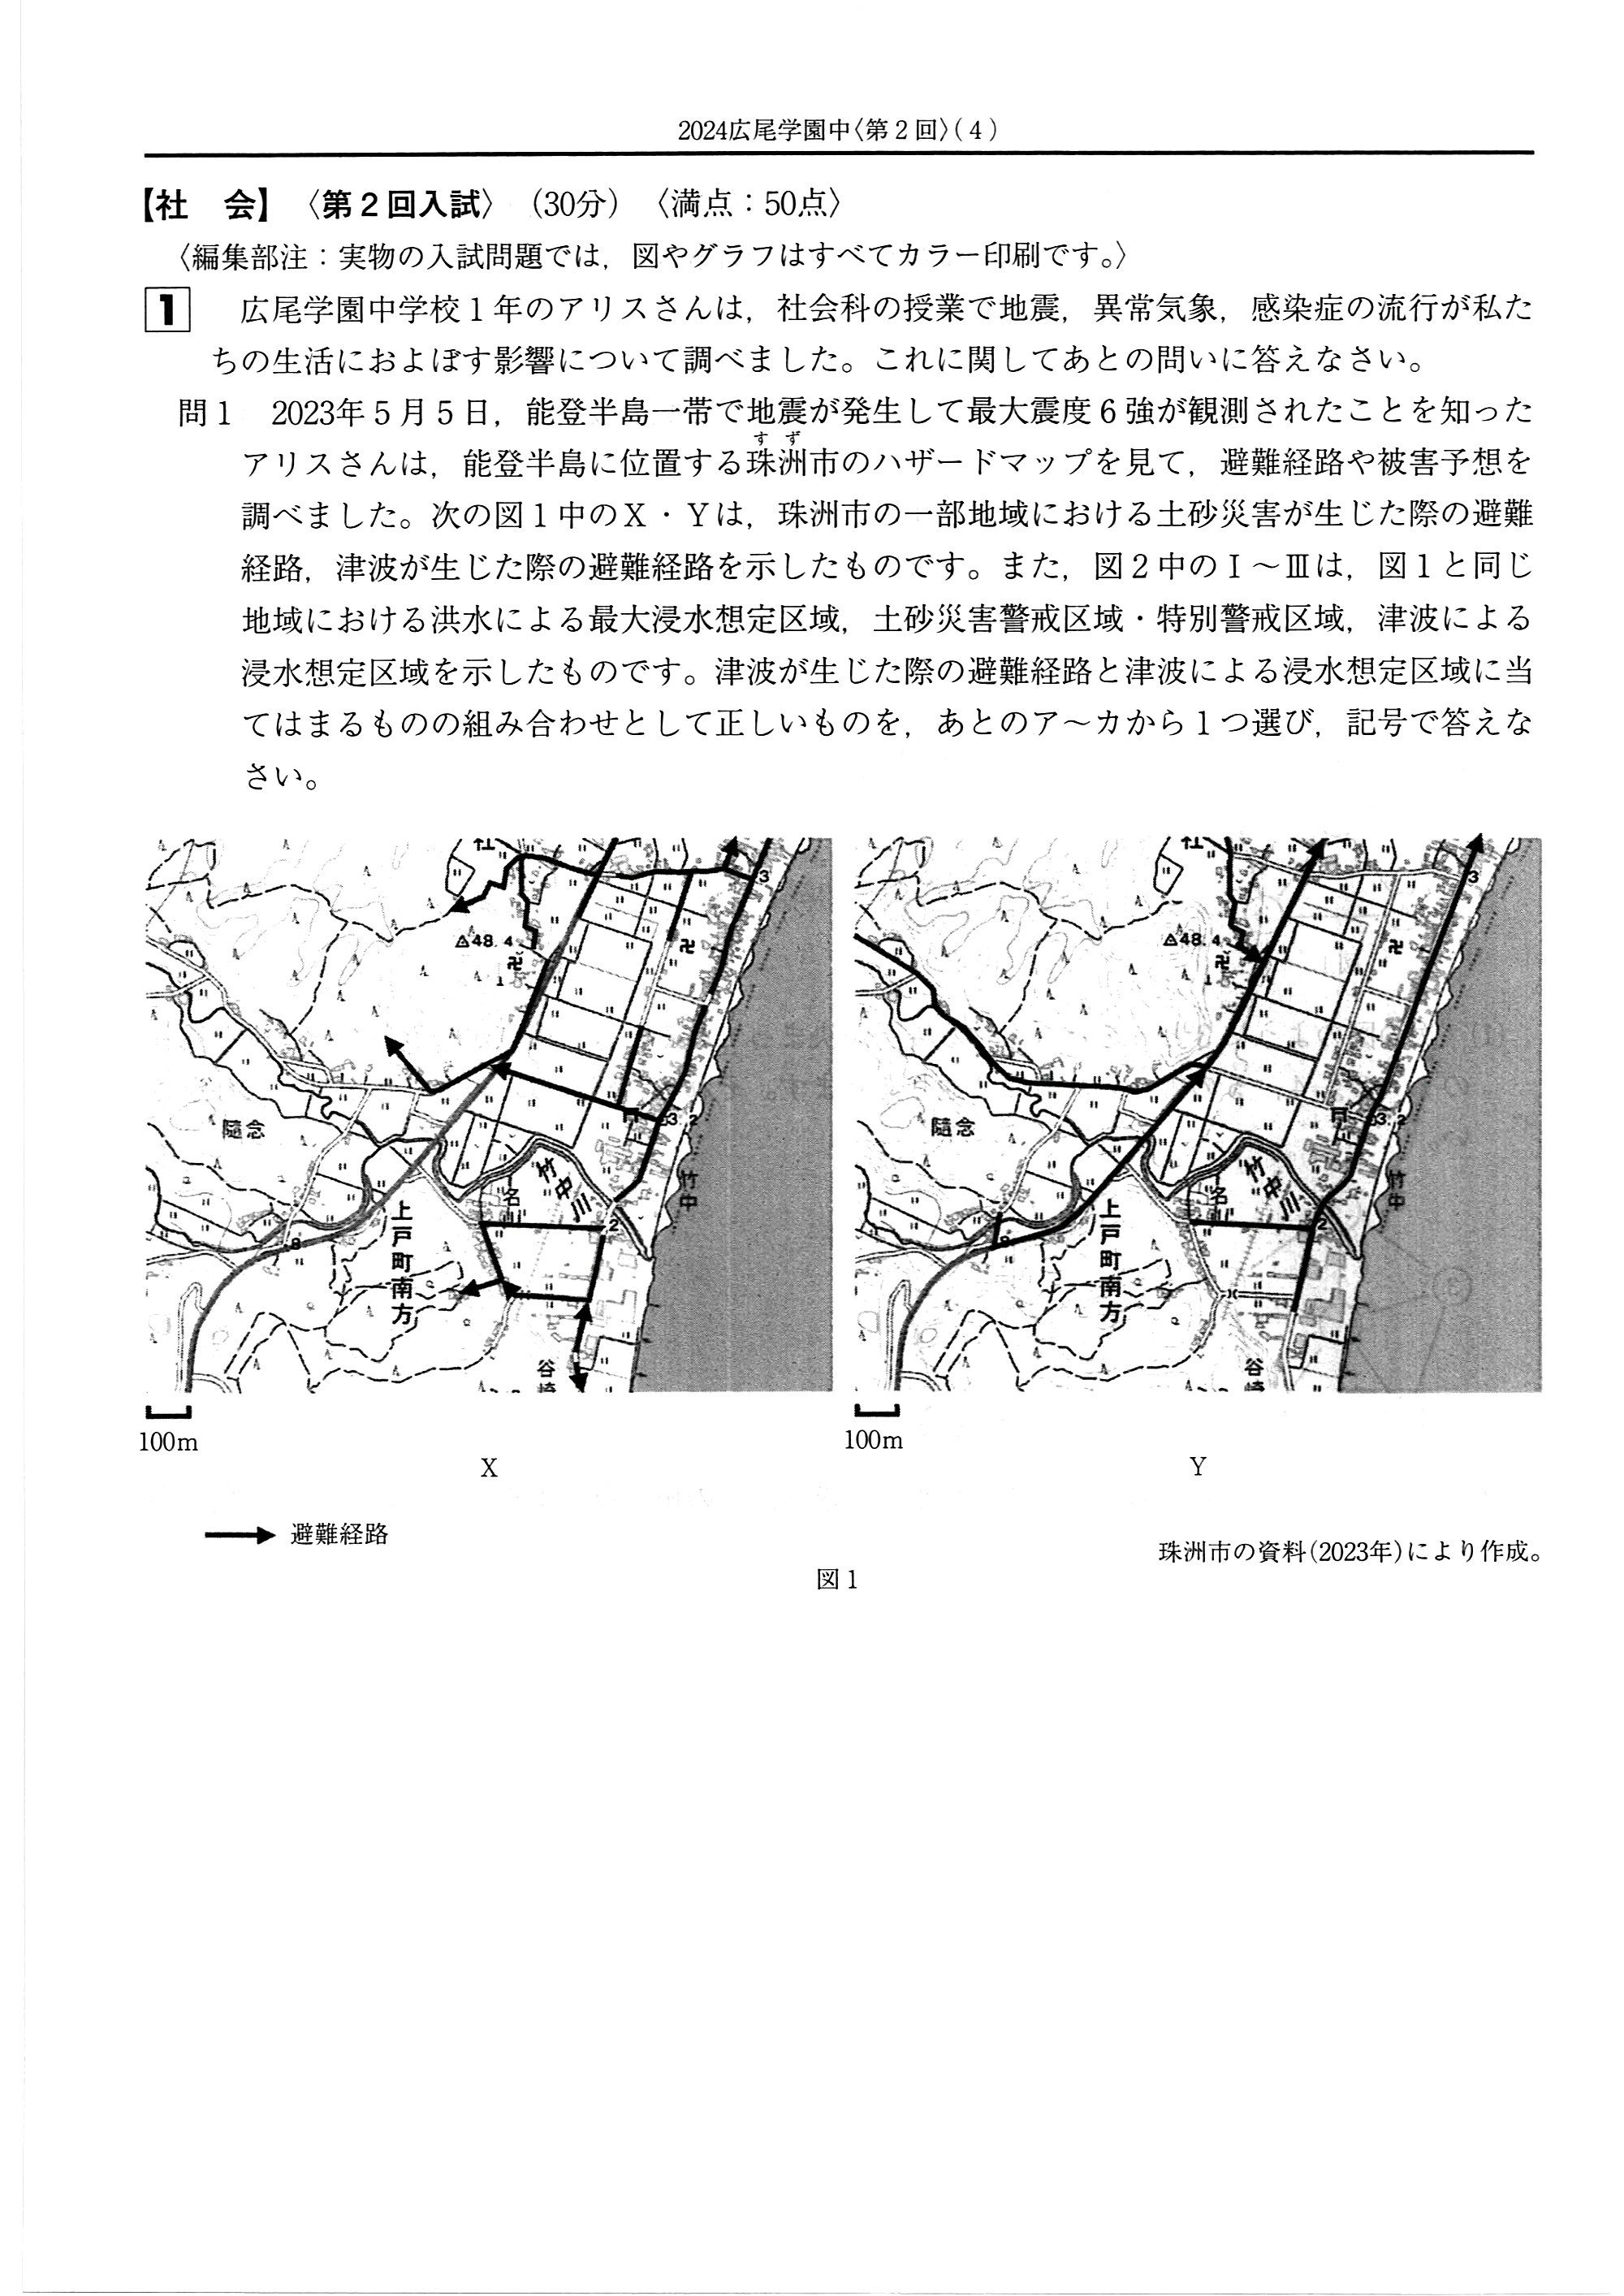 2024広尾学園中〈第2回〉(4)
【社 会】〈第2回入試〉(30分)〈満点：50点〉
〈編集部注：実物の入試問題では，図やグラフはすべてカラー印刷です。〉
1 広尾学園中学校1年のアリスさんは，社会科の授業で地震，異常気象，感染症の流行が私た
ちの生活におよぼす影響について調べました。これに関してあとの問いに答えなさい。
問1 2023年5月5日，能登半島一帯で地震が発生して最大震度6強が観測されたことを知った
すず
アリスさんは，能登半島に位置する珠洲市のハザードマップを見て，避難経路や被害予想を
調べました。次の図1中のX・Yは，珠洲市の一部地域における土砂災害が生じた際の避難
経路，津波が生じた際の避難経路を示したものです。また，図2中のⅠ～Ⅲは，図1と同じ
地域における洪水による最大浸水想定区域，土砂災害警戒区域・特別警戒区域，津波による
浸水想定区域を示したものです。津波が生じた際の避難経路と津波による浸水想定区域に当
てはまるものの組み合わせとして正しいものを，あとのア～カから1つ選び，記号で答えな
さい。
社
3
48.4
1
3.2
隨念
竹中川
竹中
名
2
上戸町南方
8
谷崎
100m
X
社
3
48.4
1
3.2
隨念
竹中川
竹中
名
2
上戸町南方
谷崎
100m
Y
避難経路
珠洲市の資料(2023年)により作成。
図1